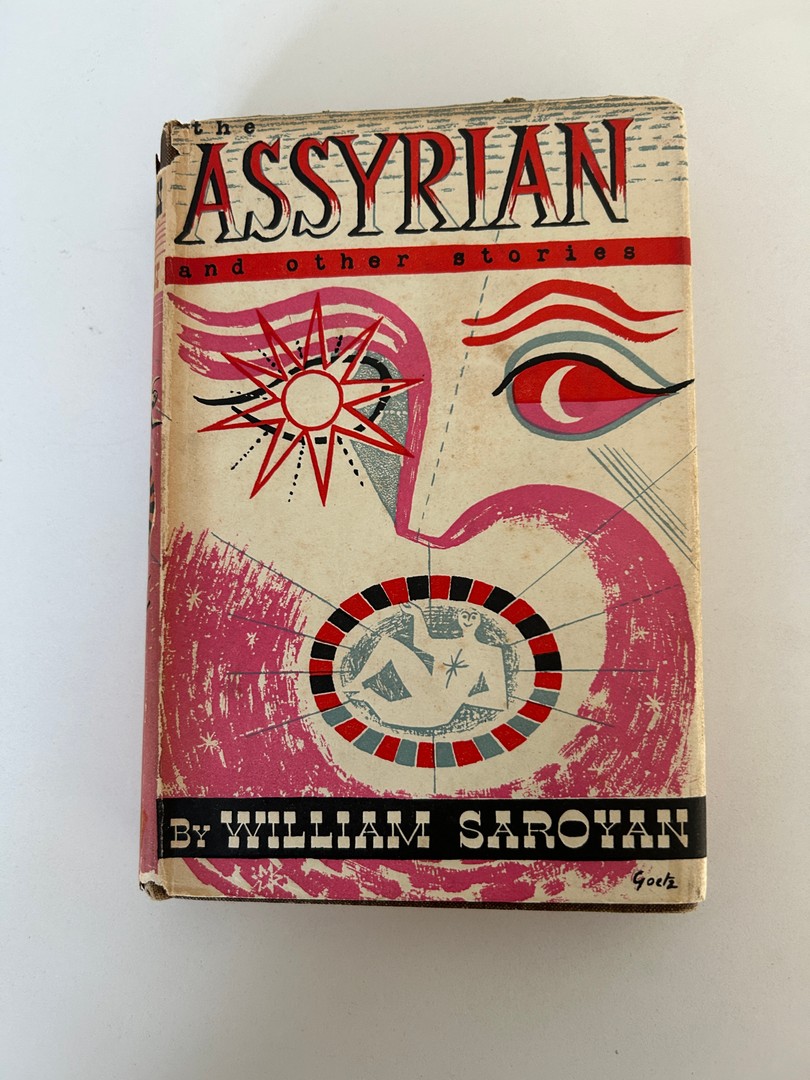 the
ASSYRIAN
and other stories
BY WILLIAM SAROYAN
Goetz